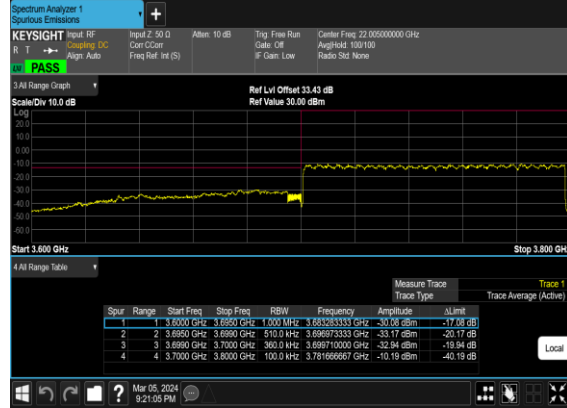 Spectrum Analyzer 1
Spurious Emissions
+
KEYSIGHT Input: RF Input Z: 50 Ω Atten: 10 dB Trig: Free Run Center Freq: 22.005000000 GHz
R T Coupling: DC Corr CCorr Gate: Off Avg|Hold: 100/100
Align: Auto Freq Ref: Int (S) IF Gain: Low Radio Std: None
LW PASS
3 All Range Graph
Ref Lvl Offset 33.43 dB
Scale/Div 10.0 dB Ref Value 30.00 dBm
Log
20.0
10.0
0.00
-10.0
-20.0
-30.0
-40.0
-50.0
-60.0
Start 3.600 GHz Stop 3.800 GH
4 All Range Table
Measure Trace Trace 1
Trace Type Trace Average (Active)
Spur Range Start Freq Stop Freq RBW Frequency Amplitude ΔLimit
1 1 3.6000 GHz 3.6950 GHz 1.000 MHz 3.683283333 GHz -30.08 dBm -17.08 dB
2 2 3.6950 GHz 3.6990 GHz 510.0 kHz 3.696973333 GHz -33.17 dBm -20.17 dB
3 3 3.6990 GHz 3.7000 GHz 360.0 kHz 3.699710000 GHz -32.94 dBm -19.94 dB
4 4 3.7000 GHz 3.8000 GHz 100.0 kHz 3.781666667 GHz -10.19 dBm -40.19 dB
Local
?
Mar 05, 2024
9:21:05 PM